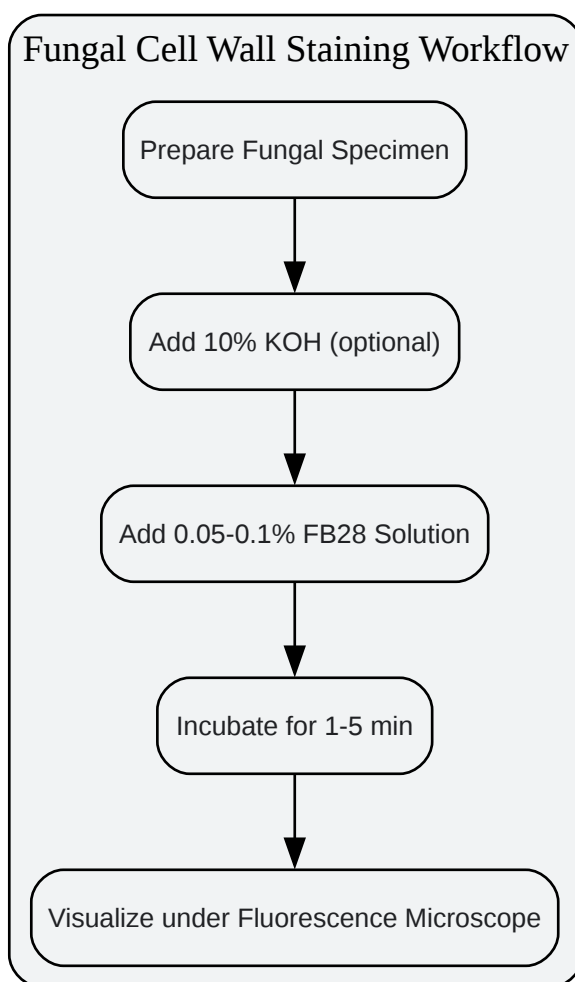 Fungal Cell Wall Staining Workflow
Prepare Fungal Specimen
Add 10% KOH (optional)
Add 0.05-0.1% FB28 Solution
Incubate for 1-5 min
Visualize under Fluorescence Microscope